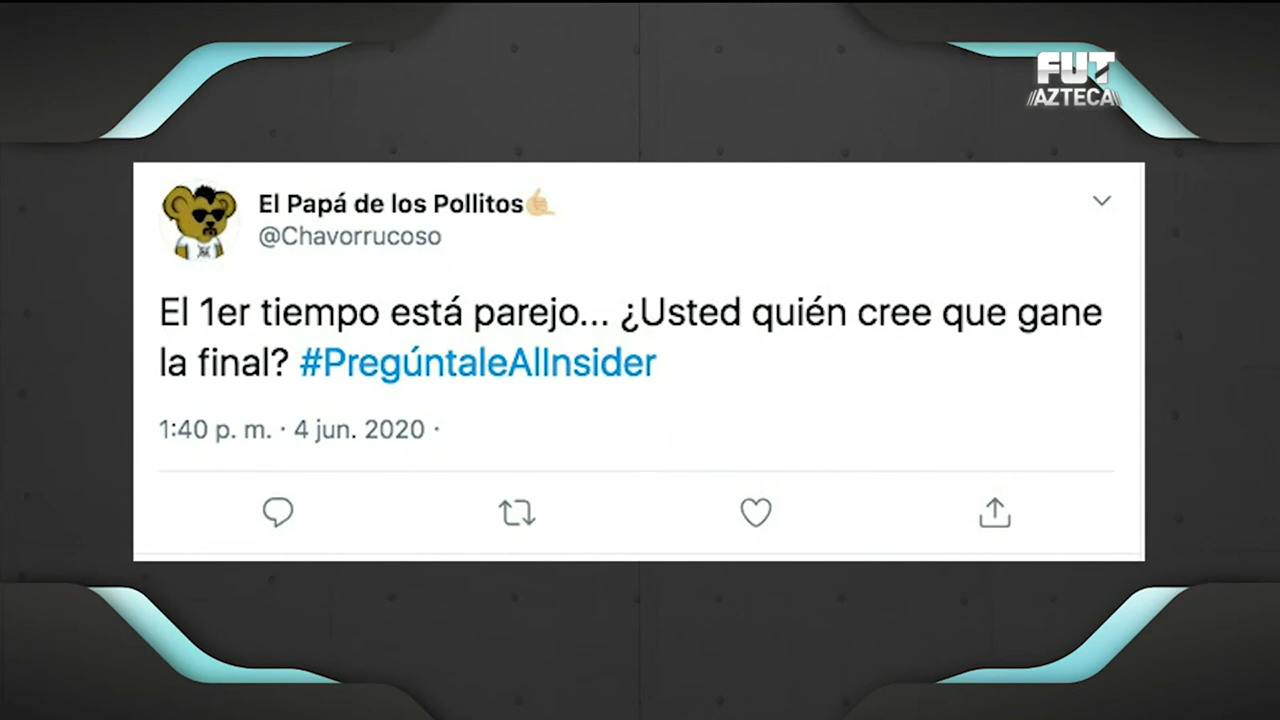 FUT
AZTECA
El Papá de los Pollitos🤙🏼
@Chavorrucoso
El 1er tiempo está parejo... ¿Usted quién cree que gane
la final? #PregúntaleAlInsider
1:40 p. m. · 4 jun. 2020 ·